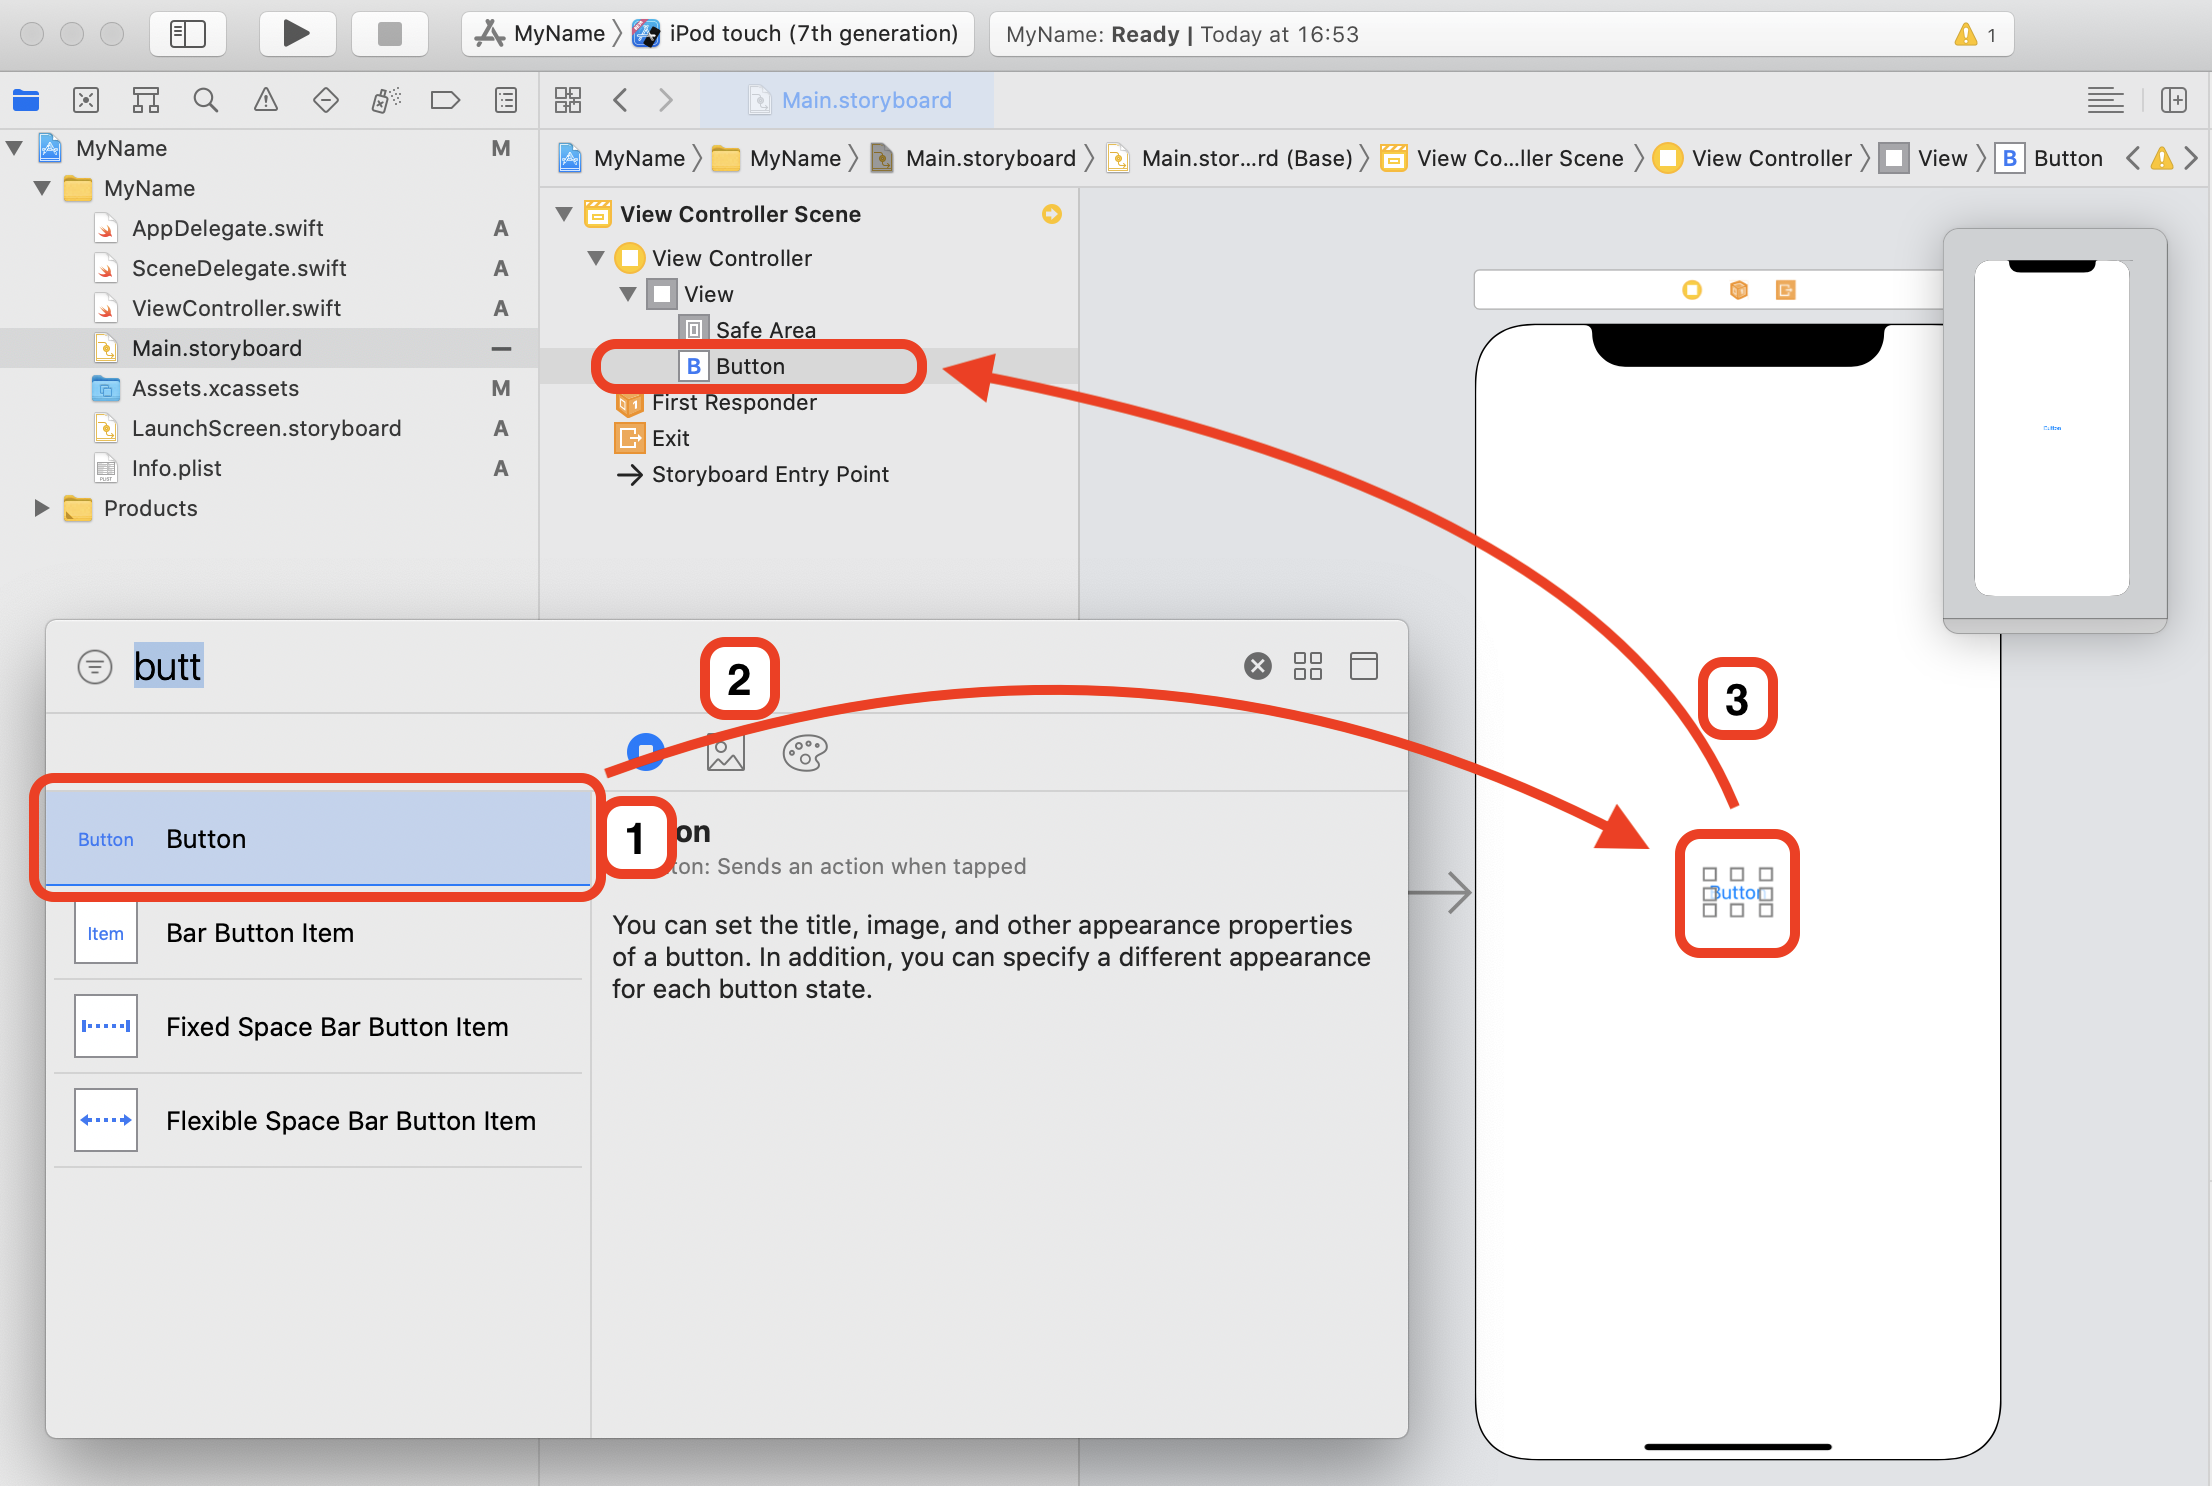 MyName 〉 iPod touch (7th generation)
MyName: Ready | Today at 16:53
1
Main.storyboard
MyName M
MyName
AppDelegate.swift A
SceneDelegate.swift A
ViewController.swift A
Main.storyboard —
Assets.xcassets M
LaunchScreen.storyboard A
Info.plist A
Products
MyName 〉 MyName 〉 Main.storyboard 〉 Main.stor...rd (Base) 〉 View Co...ller Scene 〉 View Controller 〉 View 〉 B Button
View Controller Scene
View Controller
View
Safe Area
B Button
First Responder
Exit
Storyboard Entry Point
Button
butt
2
3
Button Button
1
on
ton: Sends an action when tapped
You can set the title, image, and other appearance properties
of a button. In addition, you can specify a different appearance
for each button state.
Item Bar Button Item
Fixed Space Bar Button Item
Flexible Space Bar Button Item
Button